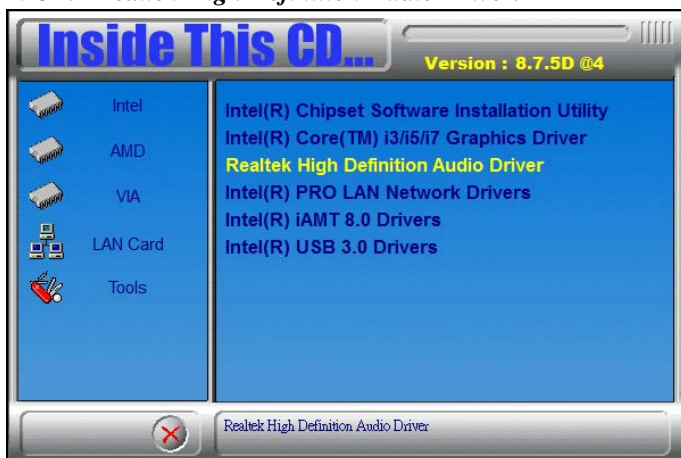 Inside This CD...
Version : 8.7.5D @4
Intel
AMD
VIA
LAN Card
Tools
Intel(R) Chipset Software Installation Utility
Intel(R) Core(TM) i3/i5/i7 Graphics Driver
Realtek High Definition Audio Driver
Intel(R) PRO LAN Network Drivers
Intel(R) iAMT 8.0 Drivers
Intel(R) USB 3.0 Drivers
Realtek High Definition Audio Driver